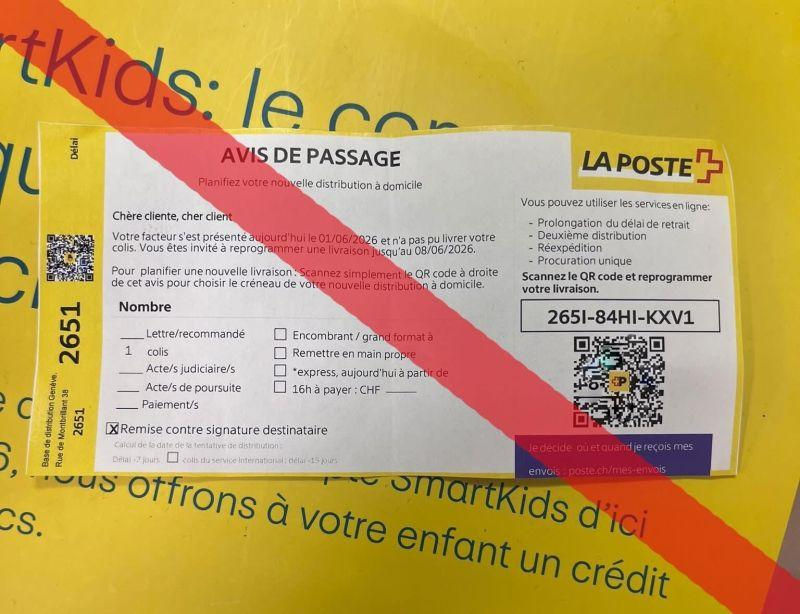 rtKids: le con
AVIS DE PASSAGE
Planifiez votre nouvelle distribution à domicile
LA POSTE
Délai
2651
Base de distribution Genève,
Rue de Montbrillant 38
2651
Chère cliente, cher client
Votre facteur s'est présenté aujourd'hui le 01/06/2026 et n'a pas pu livrer votre
colis. Vous êtes invité à reprogrammer une livraison jusqu'au 08/06/2026.
Pour planifier une nouvelle livraison : Scannez simplement le QR code à droite
de cet avis pour choisir le créneau de votre nouvelle distribution à domicile.
Nombre
Lettre/recommandé
1 colis
Acte/s judiciaire/s
Acte/s de poursuite
Paiement/s
Encombrant / grand format à
Remettre en main propre
*express, aujourd'hui à partir de
16h à payer : CHF
X Remise contre signature destinataire
Calcul de la date de la tentative de distribution :
Délai -7 jours colis du service international : délai -15 jours
Vous pouvez utiliser les services en ligne:
- Prolongation du délai de retrait
- Deuxième distribution
- Réexpédition
- Procuration unique
Scannez le QR code et reprogrammer
votre livraison.
265I-84HI-KXV1
Je décide où et quand je reçois mes
envois : poste.ch/mes-envois
SmartKids d'ici
offrons à votre enfant un crédit
cs.